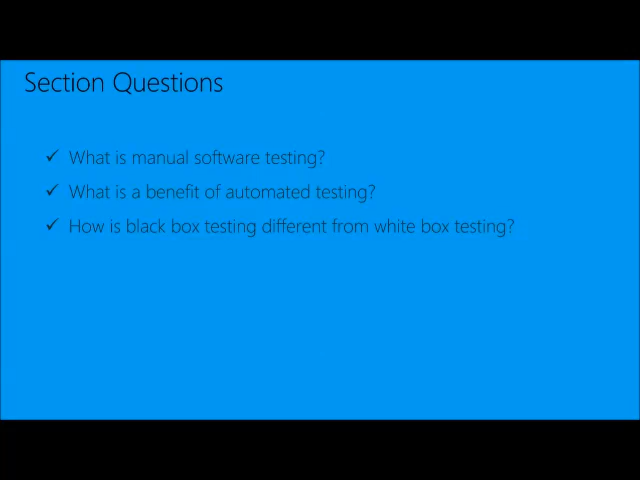 Section Questions
✓ What is manual software testing?
✓ What is a benefit of automated testing?
✓ How is black box testing different from white box testing?